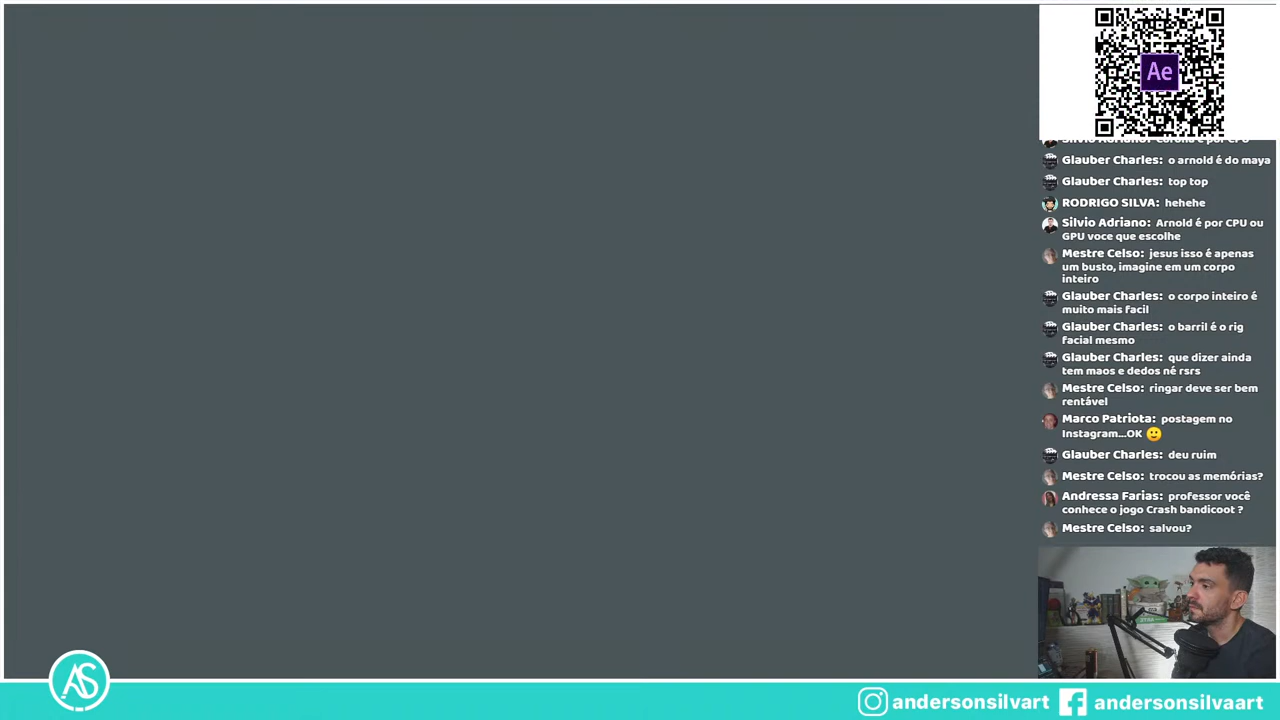 Ae
Glauber Charles: o arnold é do maya
Glauber Charles: top top
RODRIGO SILVA: hehehe
Silvio Adriano: Arnold é por CPU ou
GPU voce que escolhe
Mestre Celso: jesus isso é apenas
um busto, imagine em um corpo
inteiro
Glauber Charles: o corpo inteiro é
muito mais facil
Glauber Charles: o barril é o rig
facial mesmo
Glauber Charles: que dizer ainda
tem maos e dedos né rsrs
Mestre Celso: ringar deve ser bem
rentável
Marco Patriota: postagem no
Instagram...OK 🙂
Glauber Charles: deu ruim
Mestre Celso: trocou as memórias?
Andressa Farias: professor você
conhece o jogo Crash bandicoot ?
Mestre Celso: salvou?
AS
andersonsilvart
andersonsilvaart